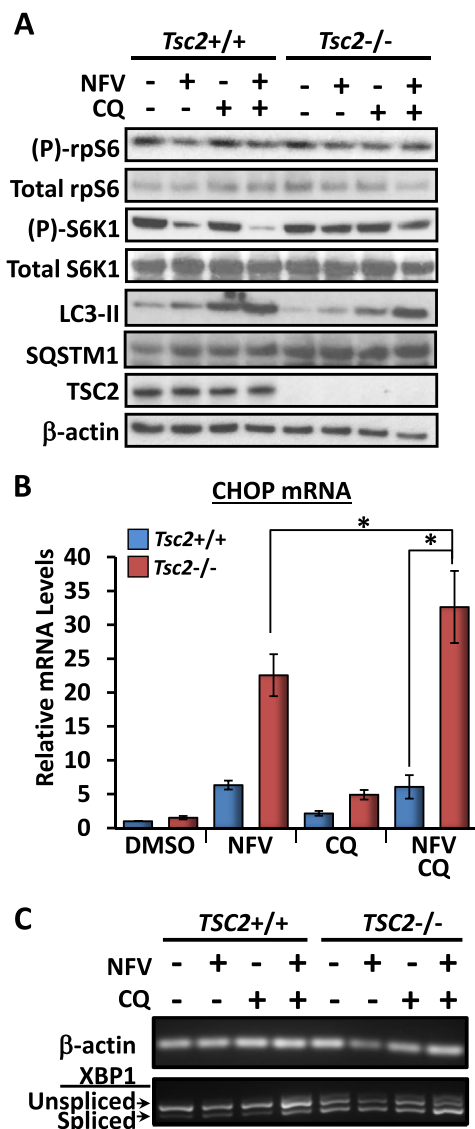 A
Tsc2+/+ Tsc2-/-
NFV - + - + - + - +
CQ - - + + - - + +
(P)-rpS6
Total rpS6
(P)-S6K1
Total S6K1
LC3-II
SQSTM1
TSC2
β-actin
B
CHOP mRNA
Tsc2+/+
Tsc2-/-
*
*
Relative mRNA Levels
40
35
30
25
20
15
10
5
0
DMSO NFV CQ NFV
CQ
C
TSC2+/+ TSC2-/-
NFV - + - + - + - +
CQ - - + + - - + +
β-actin
XBP1
Unspliced
Spliced